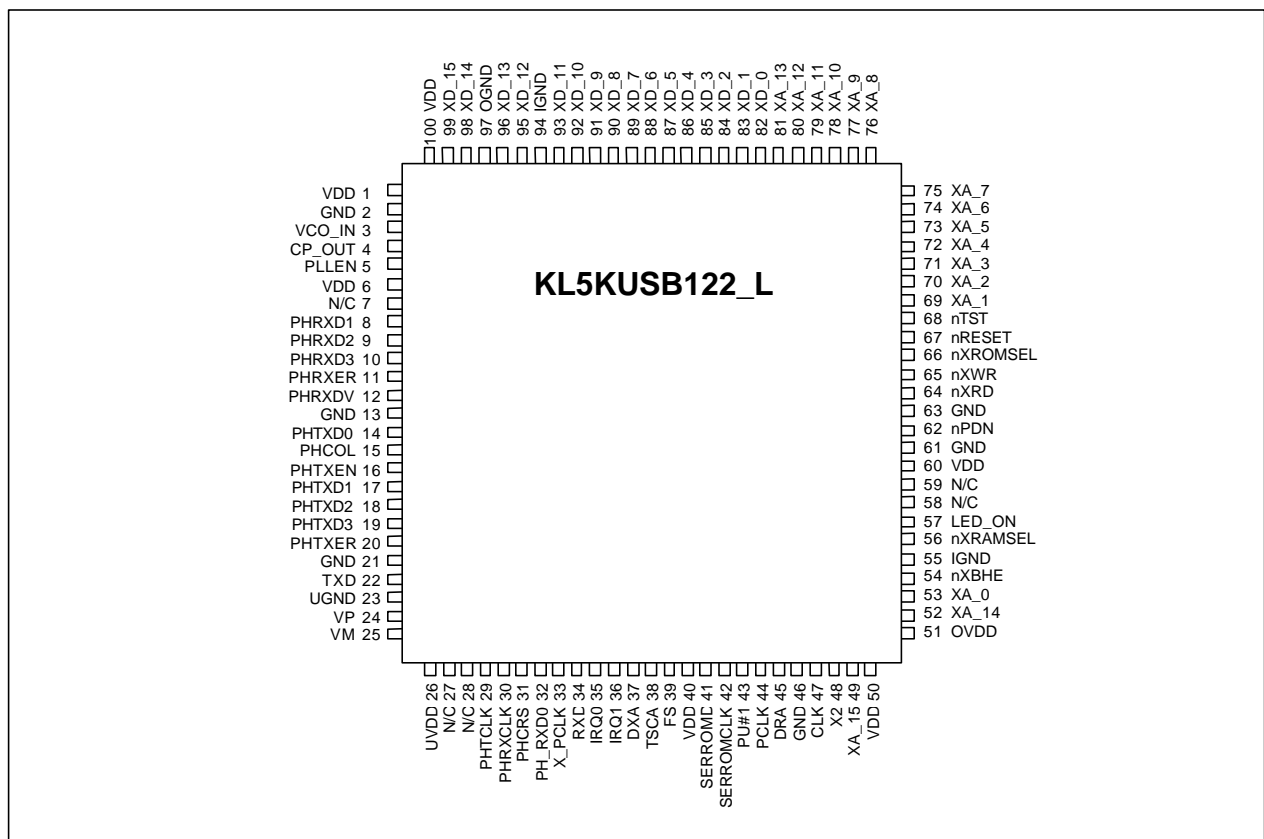 100 VDD
99 XD_15
98 XD_14
97 OGND
96 XD_13
95 XD_12
94 IGND
93 XD_11
92 XD_10
91 XD_9
90 XD_8
89 XD_7
88 XD_6
87 XD_5
86 XD_4
85 XD_3
84 XD_2
83 XD_1
82 XD_0
81 XA_13
80 XA_12
79 XA_11
78 XA_10
77 XA_9
76 XA_8
VDD 1
GND 2
VCO_IN 3
CP_OUT 4
PLLEN 5
VDD 6
N/C 7
PHRXD1 8
PHRXD2 9
PHRXD3 10
PHRXER 11
PHRXDV 12
GND 13
PHTXD0 14
PHCOL 15
PHTXEN 16
PHTXD1 17
PHTXD2 18
PHTXD3 19
PHTXER 20
GND 21
TXD 22
UGND 23
VP 24
VM 25
KL5KUSB122_L
75 XA_7
74 XA_6
73 XA_5
72 XA_4
71 XA_3
70 XA_2
69 XA_1
68 nTST
67 nRESET
66 nXROMSEL
65 nXWR
64 nXRD
63 GND
62 nPDN
61 GND
60 VDD
59 N/C
58 N/C
57 LED_ON
56 nXRAMSEL
55 IGND
54 nXBHE
53 XA_0
52 XA_14
51 OVDD
UVDD 26
N/C 27
N/C 28
PHTCLK 29
PHRXCLK 30
PHCRS 31
PH_RXD0 32
X_PCLK 33
RXD 34
IRQ0 35
IRQ1 36
DXA 37
TSCA 38
FS 39
VDD 40
SERROMD 41
SERROMCLK 42
PU#1 43
PCLK 44
DRA 45
GND 46
CLK 47
X2 48
XA_15 49
VDD 50